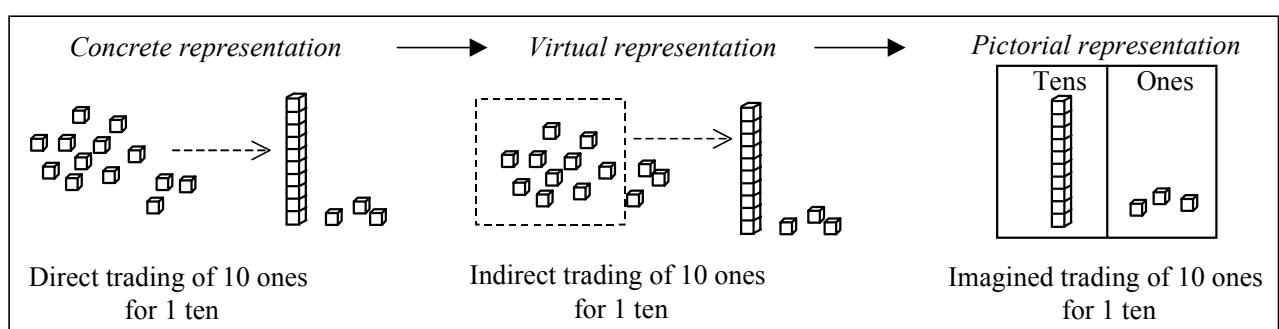 Concrete representation
Virtual representation
Pictorial representation
Tens
Ones
Direct trading of 10 ones
for 1 ten
Indirect trading of 10 ones
for 1 ten
Imagined trading of 10 ones
for 1 ten